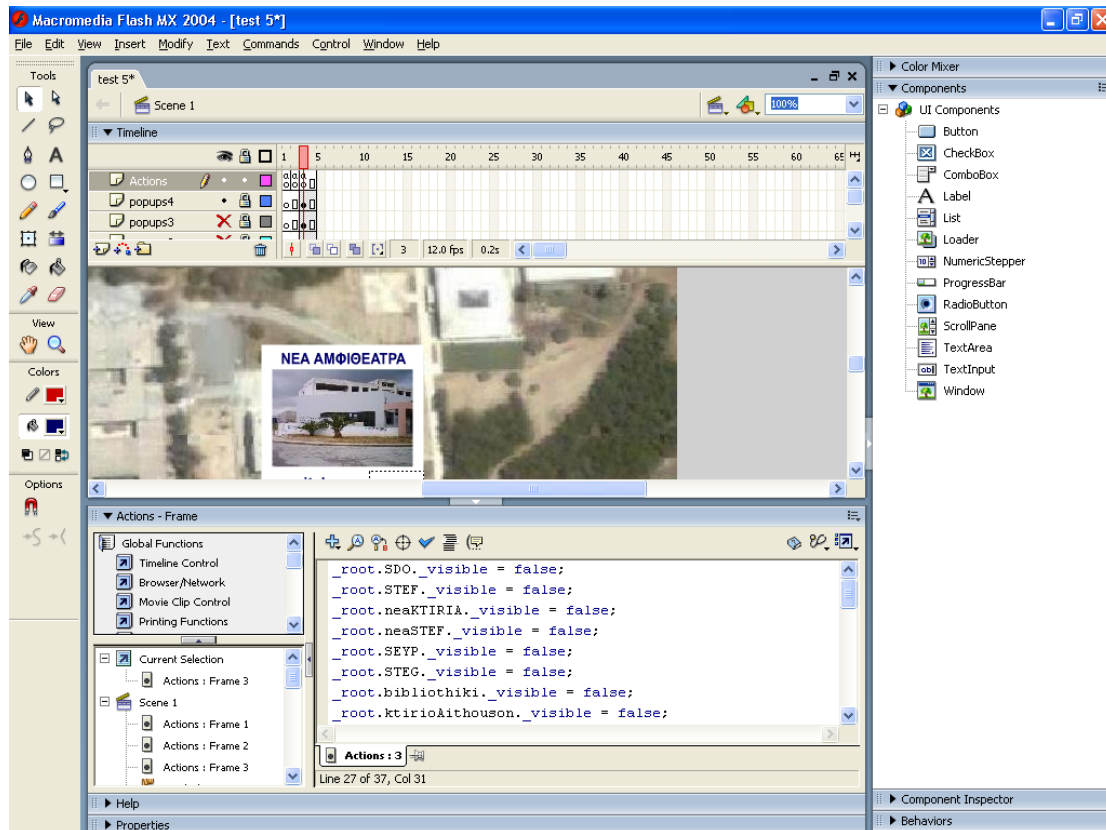 Macromedia Flash MX 2004 - [test 5*]
File Edit View Insert Modify Text Commands Control Window Help
Tools
View
Colors
Options
test 5*
Scene 1
100%
Timeline
1 5 10 15 20 25 30 35 40 45 50 55 60 65
Actions
popups4
popups3
3 12.0 fps 0.2s
ΝΕΑ ΑΜΦΙΘΕΑΤΡΑ
Actions - Frame
Global Functions
Timeline Control
Browser/Network
Movie Clip Control
Printing Functions
Current Selection
Actions : Frame 3
Scene 1
Actions : Frame 1
Actions : Frame 2
Actions : Frame 3
_root.SDO._visible = false;
_root.STEF._visible = false;
_root.neaKTIRIA._visible = false;
_root.neaSTEF._visible = false;
_root.SEYP._visible = false;
_root.STEG._visible = false;
_root.bibliothiki._visible = false;
_root.ktirioAithouson._visible = false;
Actions : 3
Line 27 of 37, Col 31
Help
Properties
Color Mixer
Components
UI Components
Button
CheckBox
ComboBox
Label
List
Loader
NumericStepper
ProgressBar
RadioButton
ScrollPane
TextArea
TextInput
Window
Component Inspector
Behaviors